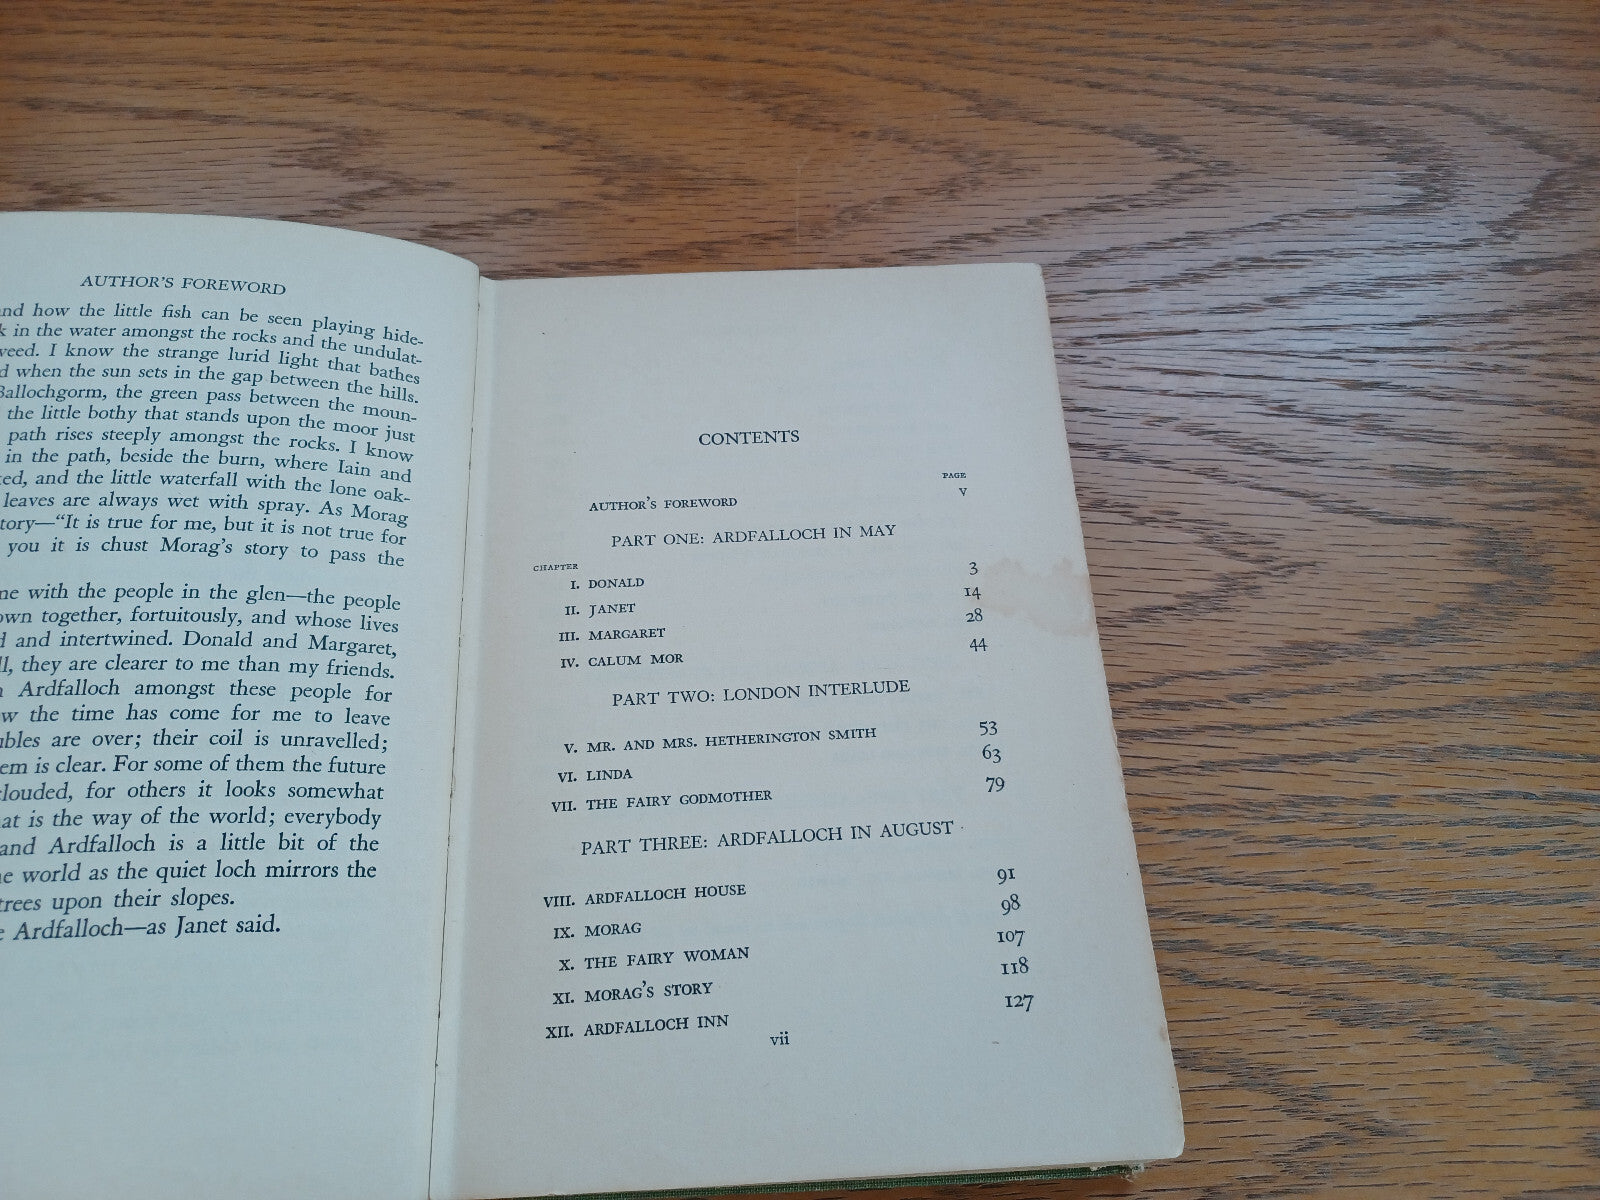 AUTHOR'S FOREWORD
how the little fish can be seen playing hide-
in the water amongst the rocks and the undulat-
I know the strange lurid light that bathes
when the sun sets in the gap between the hills.
Ballochgorm, the green pass between the moun-
the little bothy that stands upon the moor just
path rises steeply amongst the rocks. I know
in the path, beside the burn, where Iain and
and the little waterfall with the lone oak-
leaves are always wet with spray. As Morag
"It is true for me, but it is not true for
you it is chust Morag's story to pass the
with the people in the glen—the people
together, fortuitously, and whose lives
and intertwined. Donald and Margaret,
they are clearer to me than my friends.
Ardfalloch amongst these people for
the time has come for me to leave
are over; their coil is unravelled;
is clear. For some of them the future
for others it looks somewhat
is the way of the world; everybody
and Ardfalloch is a little bit of the
world as the quiet loch mirrors the
trees upon their slopes.
Ardfalloch—as Janet said.
CONTENTS
PAGE
AUTHOR'S FOREWORD v
PART ONE: ARDFALLOCH IN MAY
CHAPTER
I. DONALD 3
II. JANET 14
III. MARGARET 28
IV. CALUM MOR 44
PART TWO: LONDON INTERLUDE
V. MR. AND MRS. HETHERINGTON SMITH 53
VI. LINDA 63
VII. THE FAIRY GODMOTHER 79
PART THREE: ARDFALLOCH IN AUGUST
VIII. ARDFALLOCH HOUSE 91
IX. MORAG 98
X. THE FAIRY WOMAN 107
XI. MORAG'S STORY 118
XII. ARDFALLOCH INN 127
vii